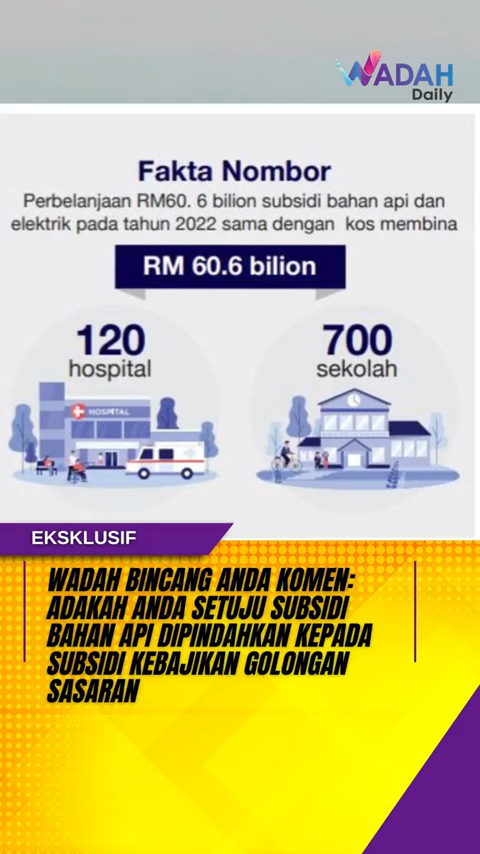 WADAH
Daily
Fakta Nombor
Perbelanjaan RM60. 6 bilion subsidi bahan api dan
elektrik pada tahun 2022 sama dengan kos membina
RM 60.6 bilion
120
hospital
700
sekolah
HOSPITAL
EKSKLUSIF
WADAH BINCANG ANDA KOMEN:
ADAKAH ANDA SETUJU SUBSIDI
BAHAN API DIPINDAHKAN KEPADA
SUBSIDI KEBAJIKAN GOLONGAN
SASARAN